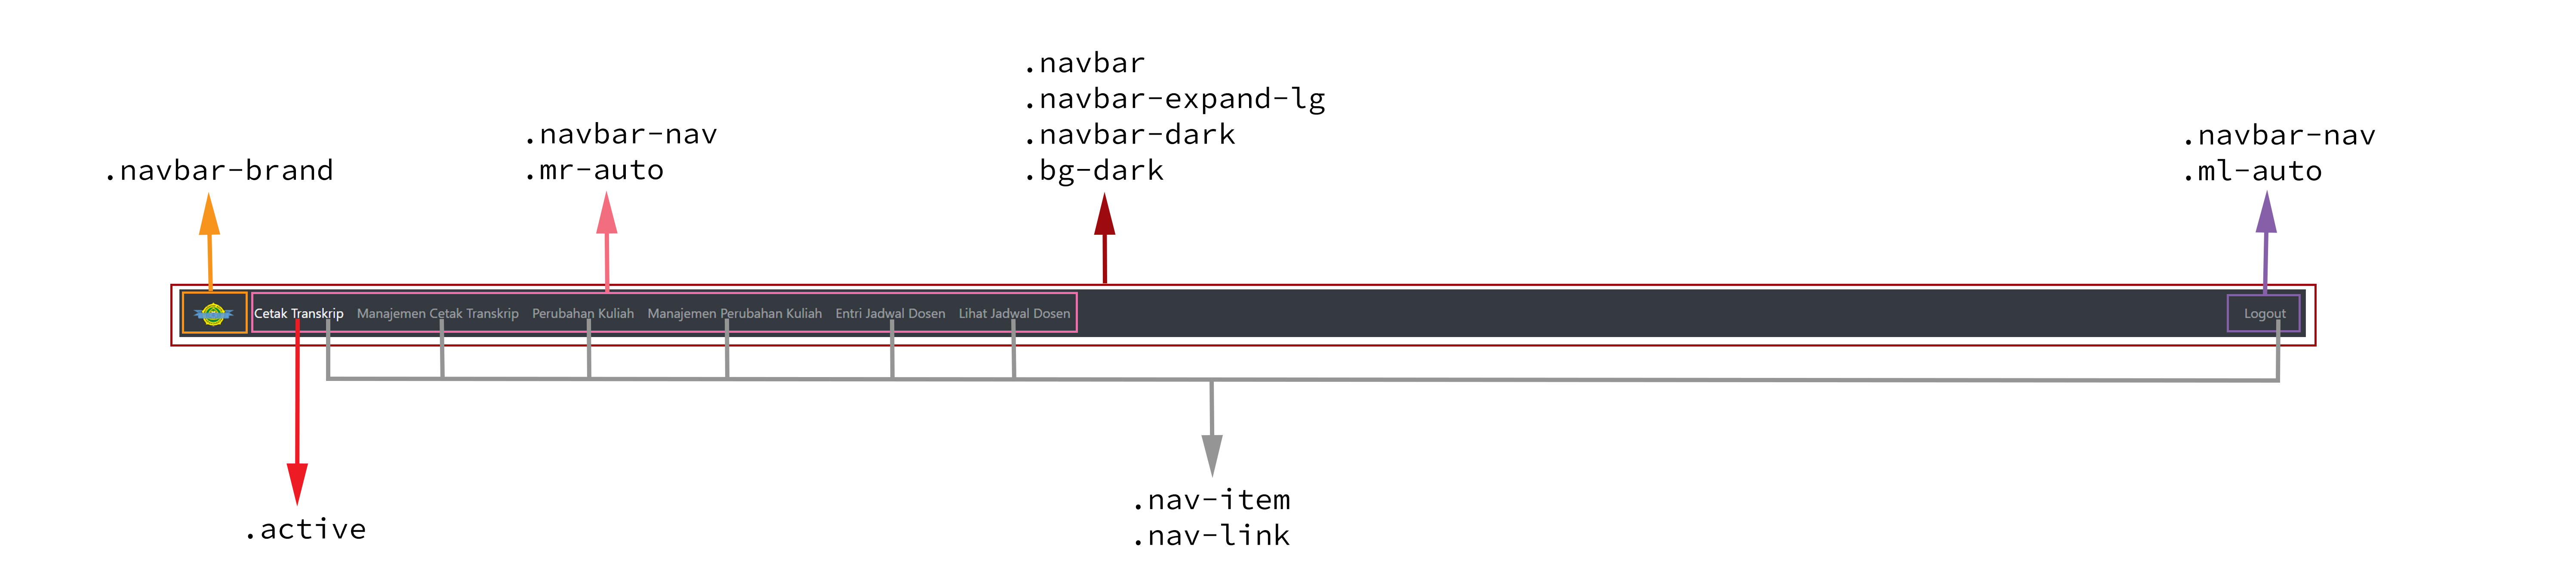 .navbar
.navbar-expand-lg
.navbar-dark
.bg-dark
.navbar-nav
.mr-auto
.navbar-nav
.ml-auto
.navbar-brand
Cetak Transkrip
Manajemen Cetak Transkrip
Perubahan Kuliah
Manajemen Perubahan Kuliah
Entri Jadwal Dosen
Lihat Jadwal Dosen
Logout
.active
.nav-item
.nav-link